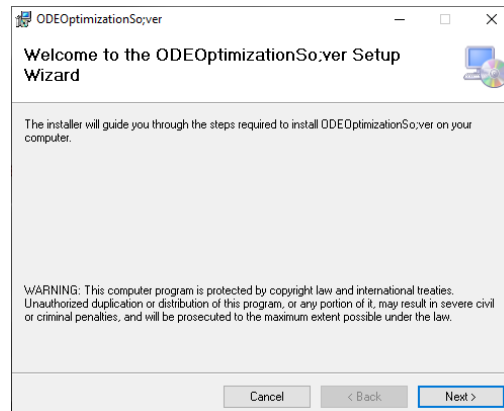 ODEOptimizationSo;ver
Welcome to the ODEOptimizationSo;ver Setup
Wizard
The installer will guide you through the steps required to install ODEOptimizationSo;ver on your
computer.
WARNING: This computer program is protected by copyright law and international treaties.
Unauthorized duplication or distribution of this program, or any portion of it, may result in severe civil
or criminal penalties, and will be prosecuted to the maximum extent possible under the law.
Cancel < Back Next >